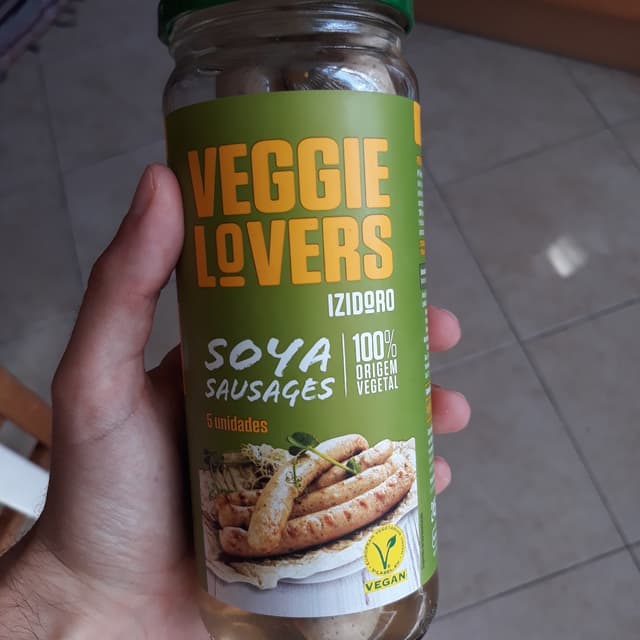 VEGGIE
LOVERS
IZIDORO
SOYA
SAUSAGES
100%
ORIGEM
VEGETAL
5 unidades
VEGAN